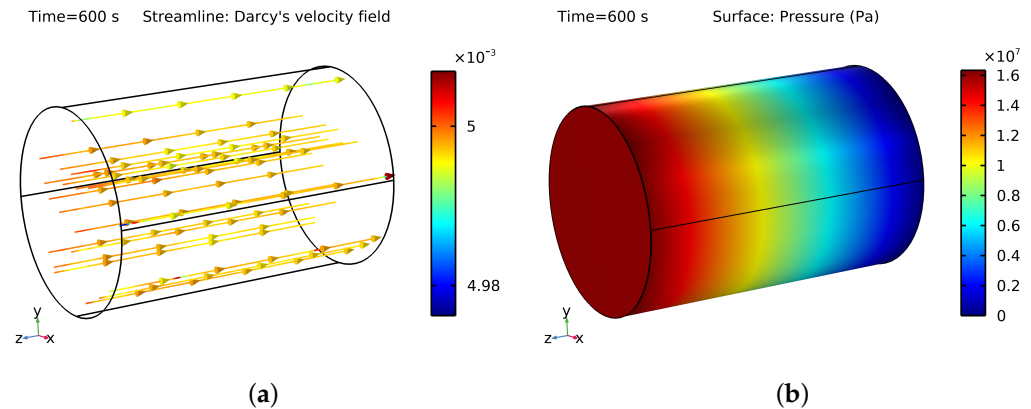 Time=600 s Streamline: Darcy's velocity field
×10⁻³
5
4.98
y
z x
(a)
Time=600 s Surface: Pressure (Pa)
×10⁷
1.6
1.4
1.2
1
0.8
0.6
0.4
0.2
0
y
z x
(b)